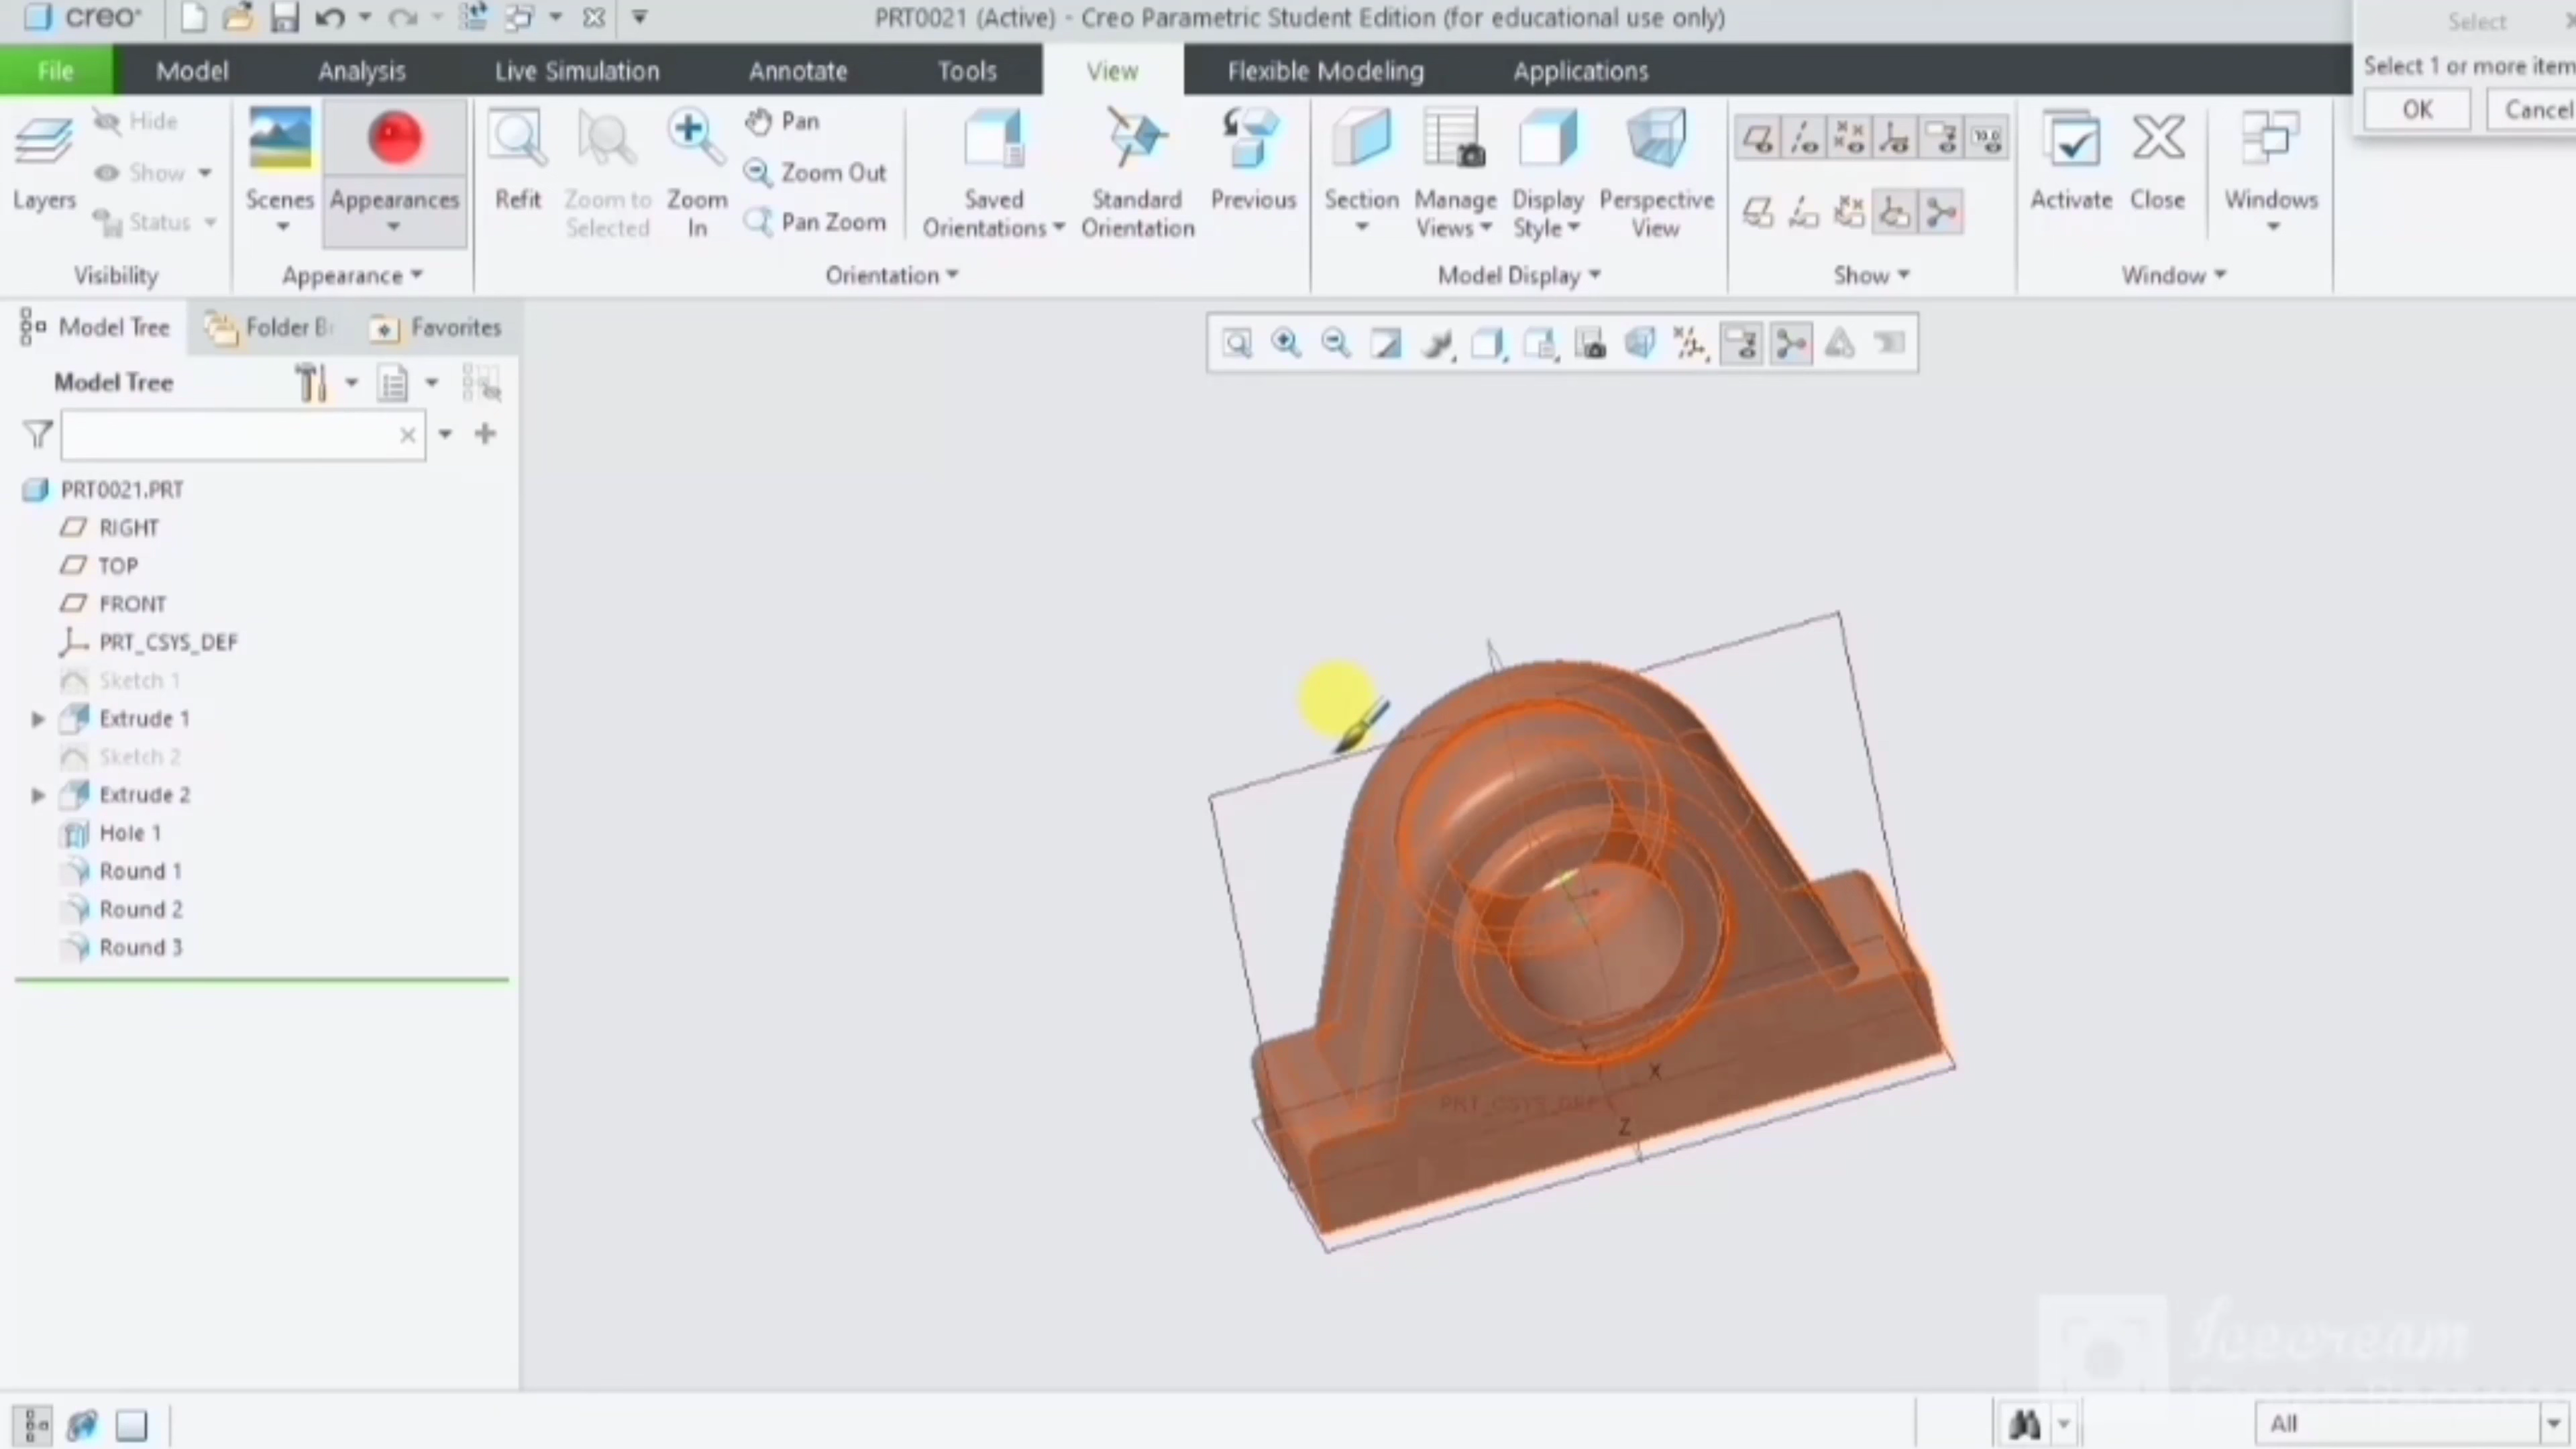 creo
PRT0021 (Active) - Creo Parametric Student Edition (for educational use only)
Select
File
Model
Analysis
Live Simulation
Annotate
Tools
View
Flexible Modeling
Applications
Select 1 or more item
OK
Cancel
Layers
Hide
Show
Status
Visibility
Scenes
Appearances
Appearance
Refit
Zoom to
Selected
Zoom
In
Pan
Zoom Out
Pan Zoom
Saved
Orientations
Standard
Orientation
Previous
Orientation
Section
Manage
Views
Display
Style
Perspective
View
Model Display
Show
Activate
Close
Windows
Window
Model Tree
Folder Br
Favorites
Model Tree
PRT0021.PRT
RIGHT
TOP
FRONT
PRT_CSYS_DEF
Sketch 1
Extrude 1
Sketch 2
Extrude 2
Hole 1
Round 1
Round 2
Round 3
X
PRT_CSYS_DEF
Z
Icecream
All